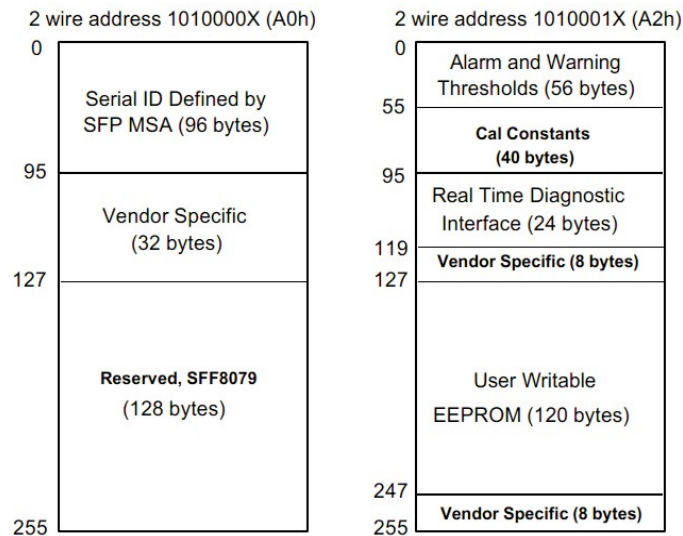 2 wire address 1010000X (A0h)
0
Serial ID Defined by
SFP MSA (96 bytes)
95
Vendor Specific
(32 bytes)
127
Reserved, SFF8079
(128 bytes)
255
2 wire address 1010001X (A2h)
0
Alarm and Warning
Thresholds (56 bytes)
55
Cal Constants
(40 bytes)
95
Real Time Diagnostic
Interface (24 bytes)
119
Vendor Specific (8 bytes)
127
User Writable
EEPROM (120 bytes)
247
Vendor Specific (8 bytes)
255